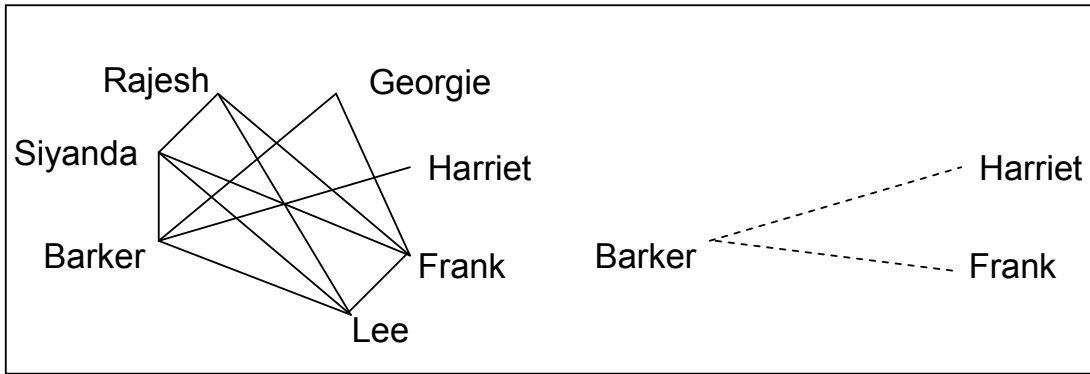 Rajesh
Georgie
Siyanda
Harriet
Barker
Frank
Lee
Harriet
Barker
Frank